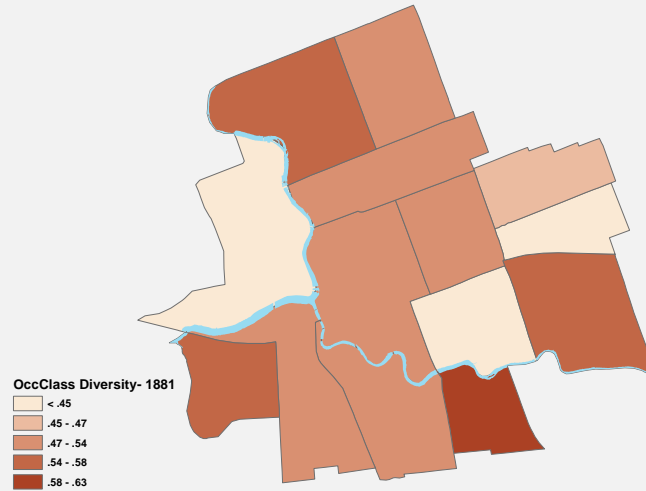 OccClass Diversity- 1881
< .45
.45 - .47
.47 - .54
.54 - .58
.58 - .63